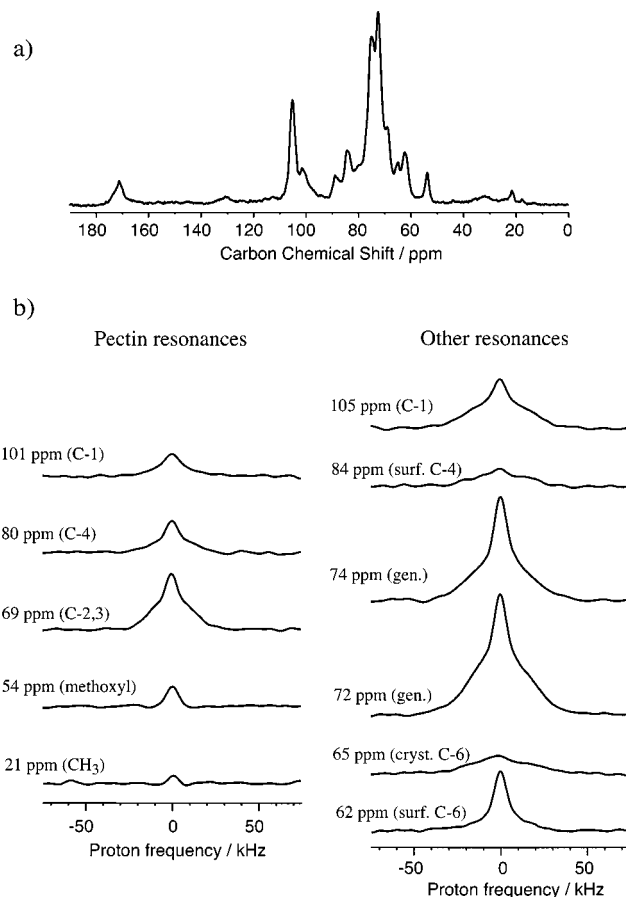 a)
180 160 140 120 100 80 60 40 20 0
Carbon Chemical Shift / ppm
b)
Pectin resonances
101 ppm (C-1)
80 ppm (C-4)
69 ppm (C-2,3)
54 ppm (methoxyl)
21 ppm (CH₃)
-50 0 50
Proton frequency / kHz
Other resonances
105 ppm (C-1)
84 ppm (surf. C-4)
74 ppm (gen.)
72 ppm (gen.)
65 ppm (cryst. C-6)
62 ppm (surf. C-6)
-50 0 50
Proton frequency / kHz